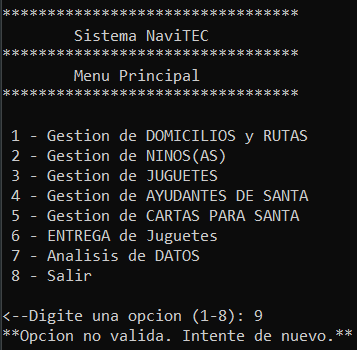 *********************************
Sistema NaviTEC
*********************************
Menu Principal
*********************************
1 - Gestion de DOMICILIOS y RUTAS
2 - Gestion de NINOS(AS)
3 - Gestion de JUGUETES
4 - Gestion de AYUDANTES DE SANTA
5 - Gestion de CARTAS PARA SANTA
6 - ENTREGA de Juguetes
7 - Analisis de DATOS
8 - Salir
<--Digite una opcion (1-8): 9
**Opcion no valida. Intente de nuevo.**